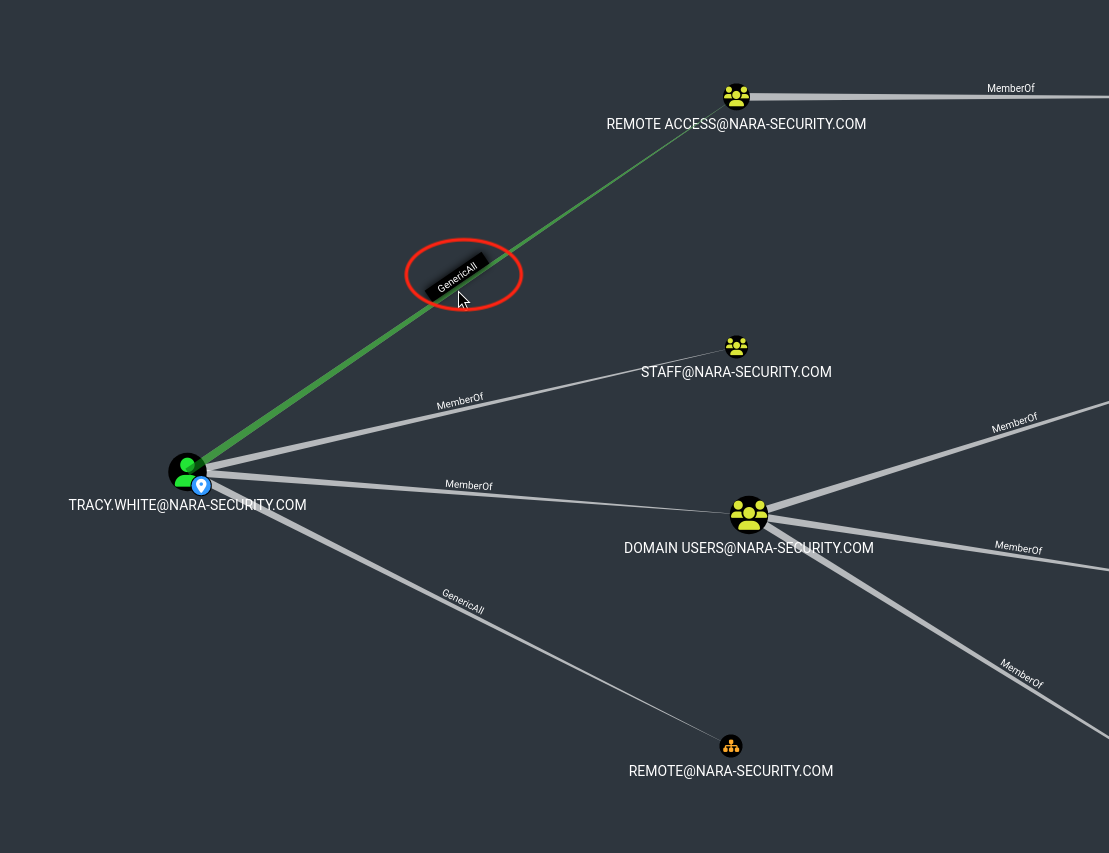 MemberOf
REMOTE ACCESS@NARA-SECURITY.COM
GenericAll
STAFF@NARA-SECURITY.COM
MemberOf
MemberOf
MemberOf
TRACY.WHITE@NARA-SECURITY.COM
DOMAIN USERS@NARA-SECURITY.COM
MemberOf
GenericAll
MemberOf
REMOTE@NARA-SECURITY.COM